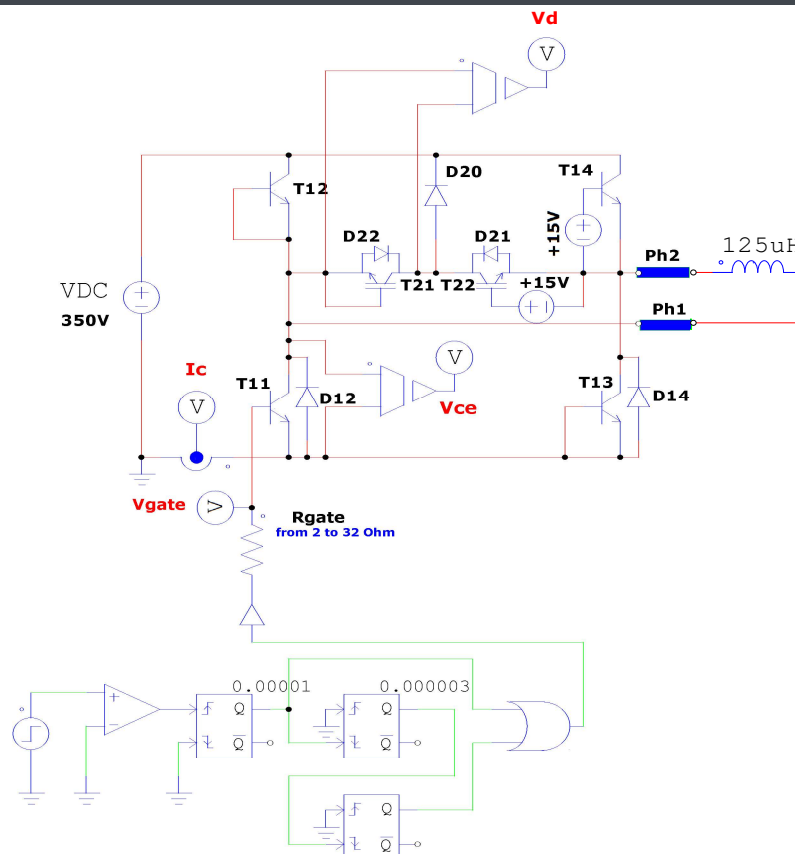 Vd
V
D20
T14
T12
+15V
D22
D21
125uH
Ph2
VDC
T21
T22
+15V
350V
Ph1
V
Ic
T11
T13
V
D12
D14
Vce
Vgate
V
Rgate
from 2 to 32 Ohm
0.00001
0.000003
Q
Q
Q
Q
Q
Q